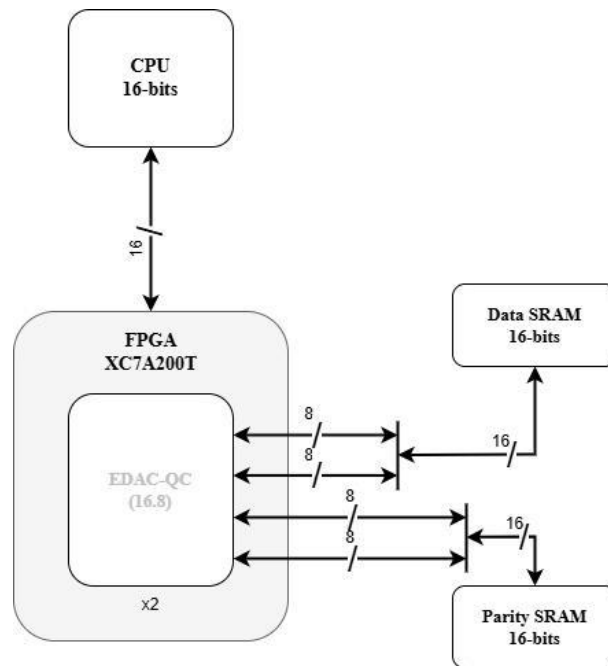 CPU
16-bits
16
FPGA
XC7A200T
EDAC-QC
(16.8)
x2
8
8
16
8
8
16
Data SRAM
16-bits
Parity SRAM
16-bits